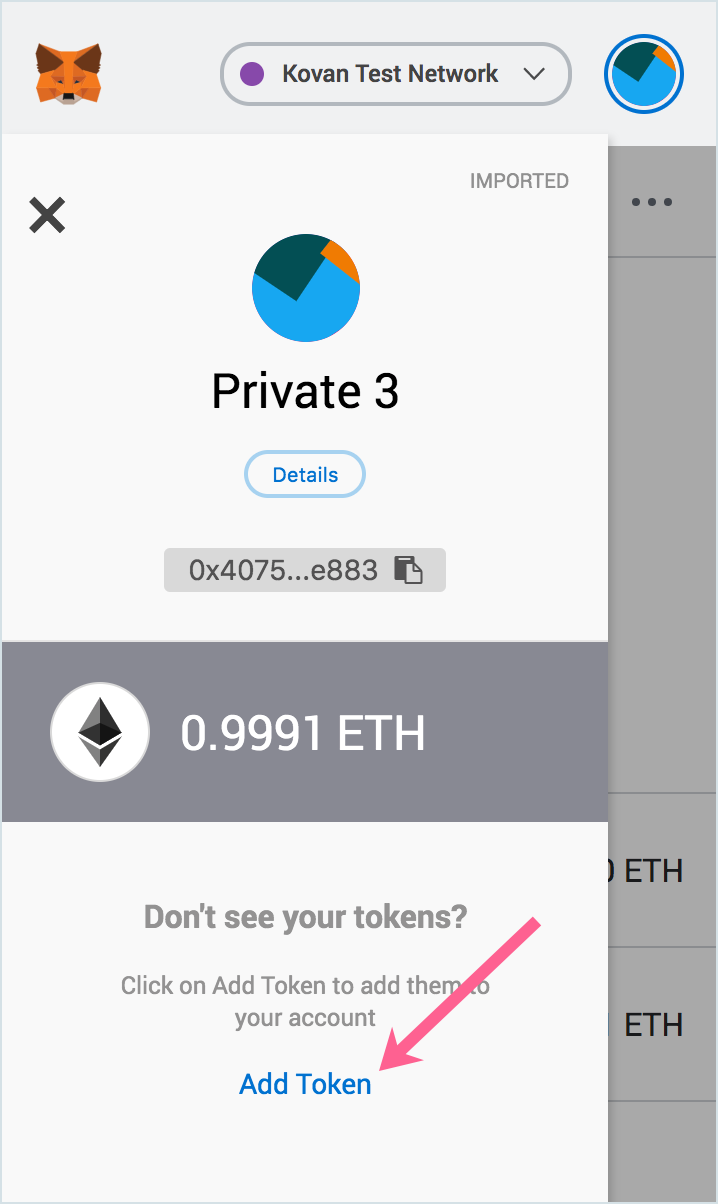 Kovan Test Network
IMPORTED
Private 3
Details
0x4075...e883
0.9991 ETH
Don't see your tokens?
Click on Add Token to add them to
your account
Add Token
ETH
ETH